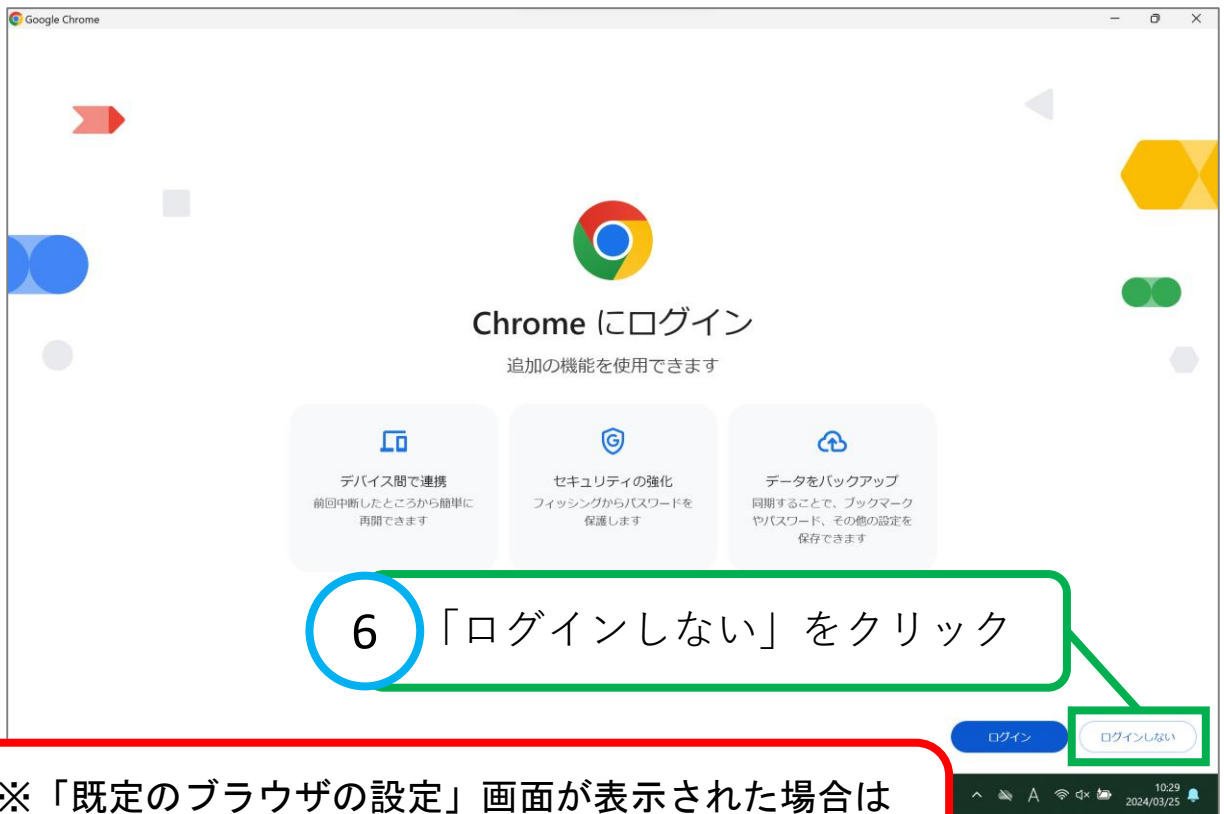 Google Chrome
Chrome にログイン
追加の機能を使用できます
デバイス間で連携
前回中断したところから簡単に
再開できます
セキュリティの強化
フィッシングからパスワードを
保護します
データをバックアップ
同期することで、ブックマーク
やパスワード、その他の設定を
保存できます
6
「ログインしない」をクリック
ログイン
ログインしない
※「既定のブラウザの設定」画面が表示された場合は
A
10:29
2024/03/25